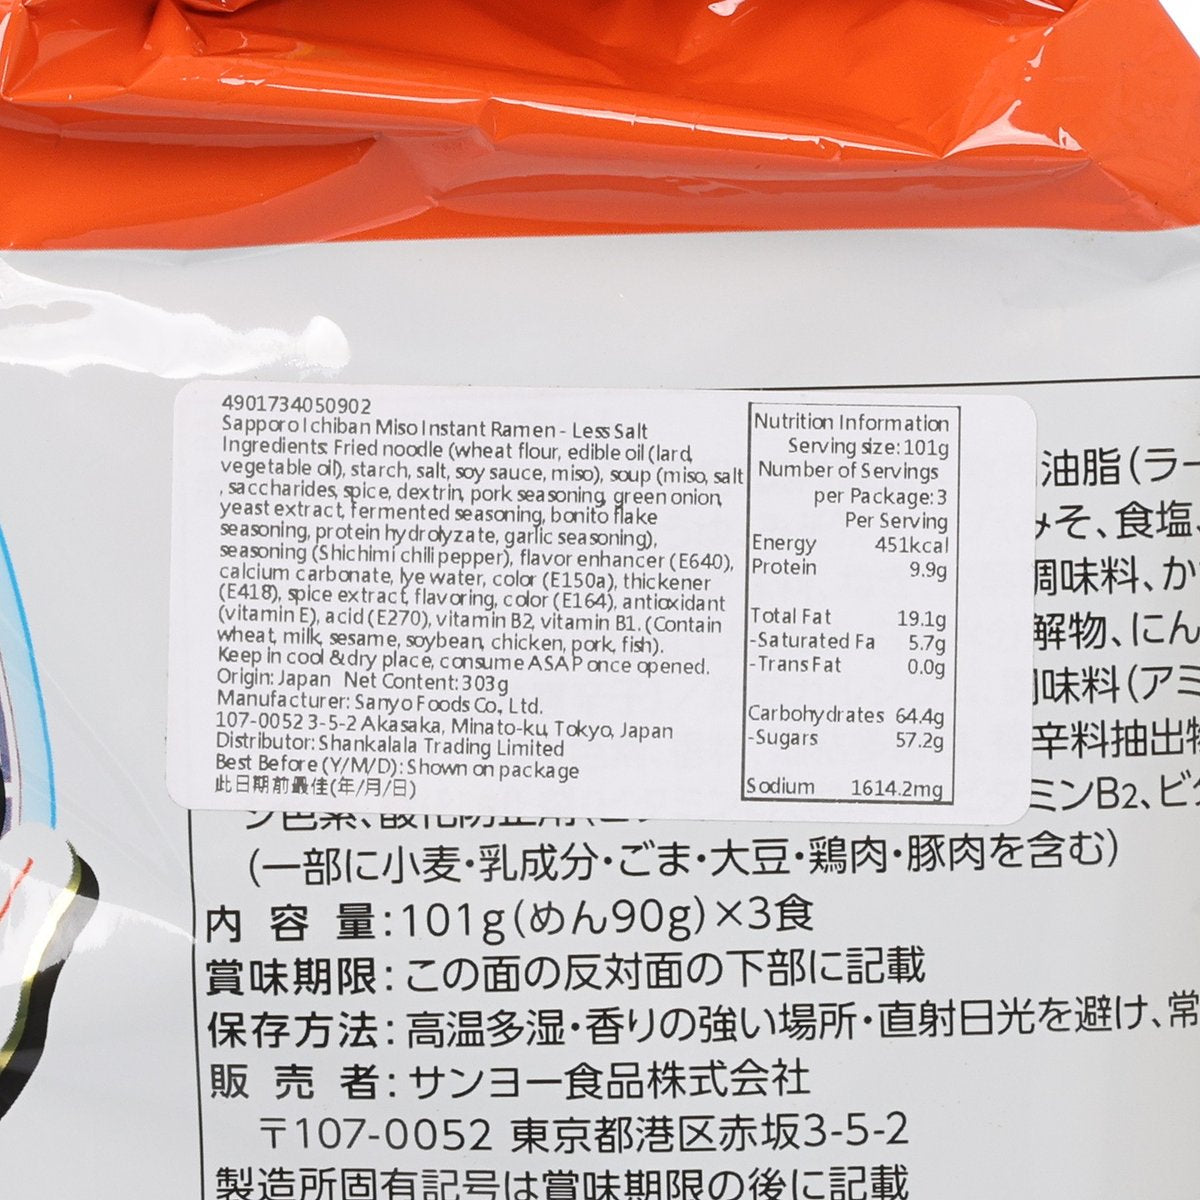 4901734050902
Sapporo Ichiban Miso Instant Ramen - Less Salt
Ingredients: Fried noodle (wheat flour, edible oil (lard,
vegetable oil), starch, salt, soy sauce, miso), soup (miso, salt
, saccharides, spice, dextrin, pork seasoning, green onion,
yeast extract, fermented seasoning, bonito flake
seasoning, protein hydrolyzate, garlic seasoning),
seasoning (Shichimi chili pepper), flavor enhancer (E640),
calcium carbonate, lye water, color (E150a), thickener
(E418), spice extract, flavoring, color (E164), antioxidant
(vitamin E), acid (E270), vitamin B2, vitamin B1. (Contain
wheat, milk, sesame, soybean, chicken, pork, fish).
Keep in cool & dry place, consume ASAP once opened.
Origin: Japan Net Content: 303g
Manufacturer: Sanyo Foods Co., Ltd.
107-0052 3-5-2 Akasaka, Minato-ku, Tokyo, Japan
Distributor: Shankalala Trading Limited
Best Before (Y/M/D): Shown on package
此日期前最佳(年/月/日)
Nutrition Information
Serving size: 101g
Number of Servings
per Package: 3
Per Serving
Energy 451kcal
Protein 9.9g
Total Fat 19.1g
-Saturated Fa 5.7g
-Trans Fat 0.0g
Carbohydrates 64.4g
-Sugars 57.2g
Sodium 1614.2mg
油脂(ラー
みそ、食塩、
調味料、か
解物、にん
味料(アミ
辛料抽出物
ミンB2、ビ
(一部に小麦・乳成分・ごま・大豆・鶏肉・豚肉を含む)
内容量:101g(めん90g)×3食
賞味期限:この面の反対面の下部に記載
保存方法:高温多湿・香りの強い場所・直射日光を避け、常
販売者:サンヨー食品株式会社
〒107-0052 東京都港区赤坂3-5-2
製造所固有記号は賞味期限の後に記載